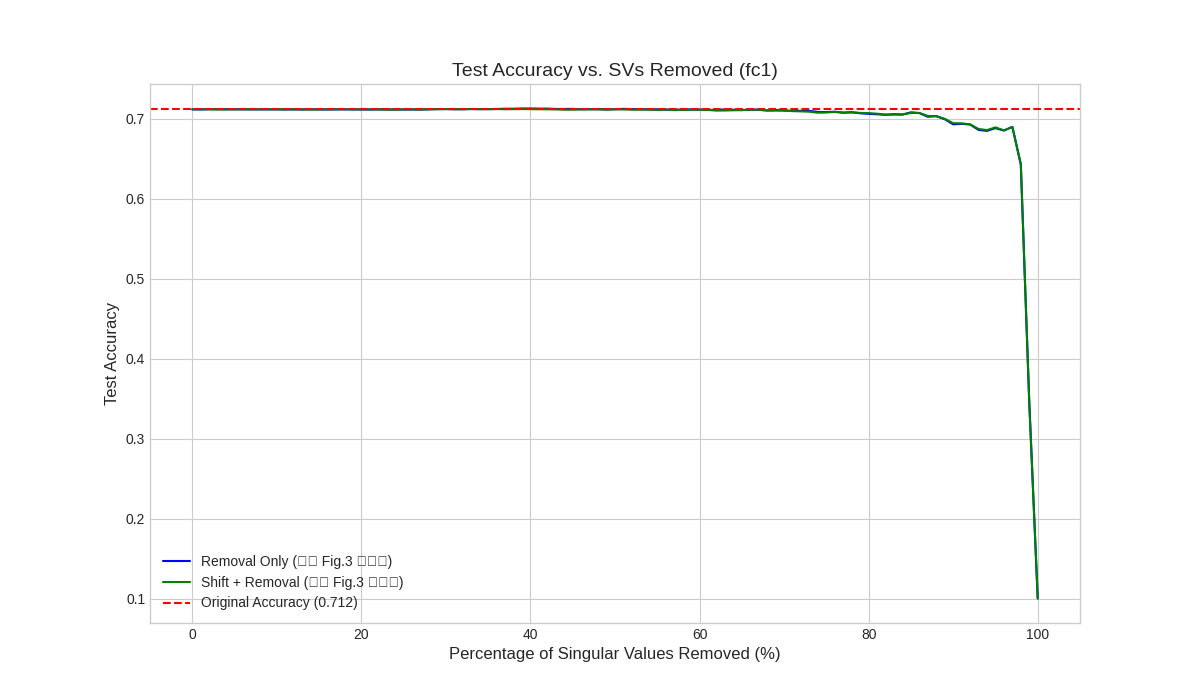 Test Accuracy vs. SVs Removed (fc1)
Test Accuracy
0.7
0.6
0.5
0.4
0.3
0.2
0.1
Removal Only (□□ Fig.3 □□□)
Shift + Removal (□□ Fig.3 □□□)
Original Accuracy (0.712)
0 20 40 60 80 100
Percentage of Singular Values Removed (%)